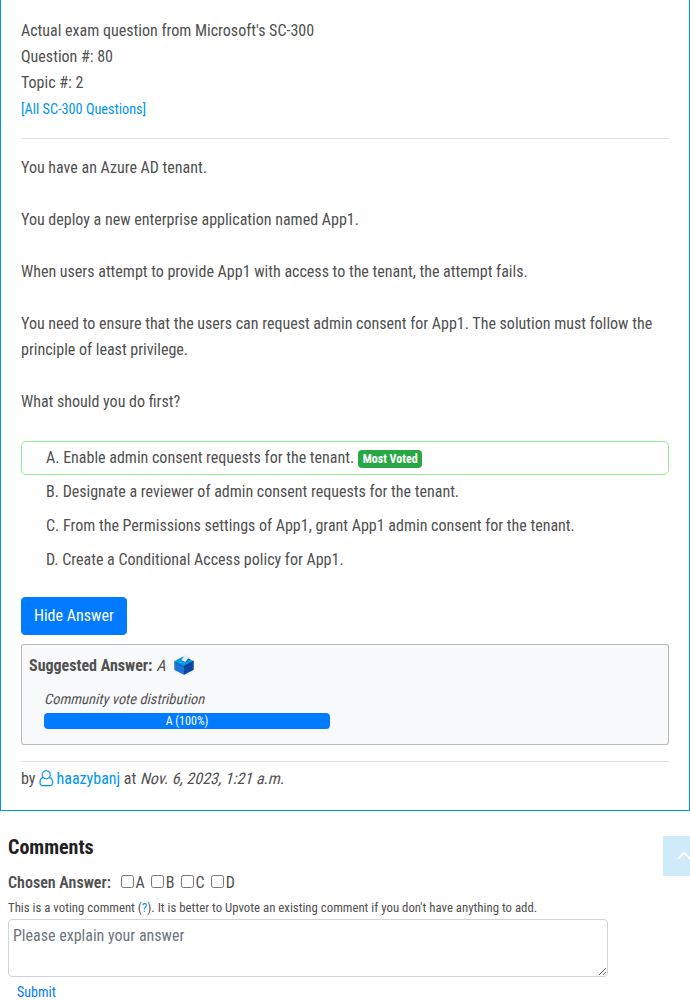 Actual exam question from Microsoft's SC-300
Question #: 80
Topic #: 2
[All SC-300 Questions]
You have an Azure AD tenant.
You deploy a new enterprise application named App1.
When users attempt to provide App1 with access to the tenant, the attempt fails.
You need to ensure that the users can request admin consent for App1. The solution must follow the
principle of least privilege.
What should you do first?
A. Enable admin consent requests for the tenant. Most Voted
B. Designate a reviewer of admin consent requests for the tenant.
C. From the Permissions settings of App1, grant App1 admin consent for the tenant.
D. Create a Conditional Access policy for App1.
Hide Answer
Suggested Answer: A
Community vote distribution
A (100%)
by haazybanj at Nov. 6, 2023, 1:21 a.m.
Comments
Chosen Answer: A B C D
This is a voting comment (?). It is better to Upvote an existing comment if you don't have anything to add.
Please explain your answer
Submit